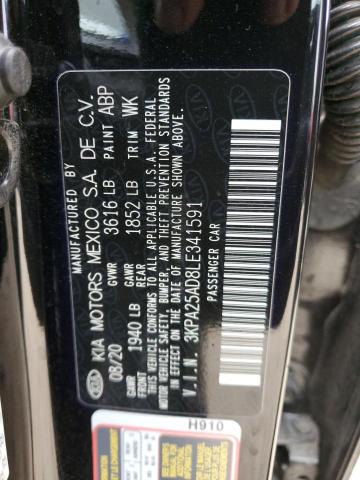 MANUFACTURED BY
KIA MOTORS MEXICO S.A. DE C.V.
08/20 GVWR 3616 LB PAINT ABP
GAWR FRONT 1940 LB GAWR REAR 1852 LB TRIM WK
THIS VEHICLE CONFORMS TO ALL APPLICABLE U.S.A. FEDERAL
MOTOR VEHICLE SAFETY, BUMPER, AND THEFT PREVENTION STANDARDS
IN EFFECT ON THE DATE OF MANUFACTURE SHOWN ABOVE.
V.I.N. 3KPA25AD8LE341591
PASSENGER CAR
H910